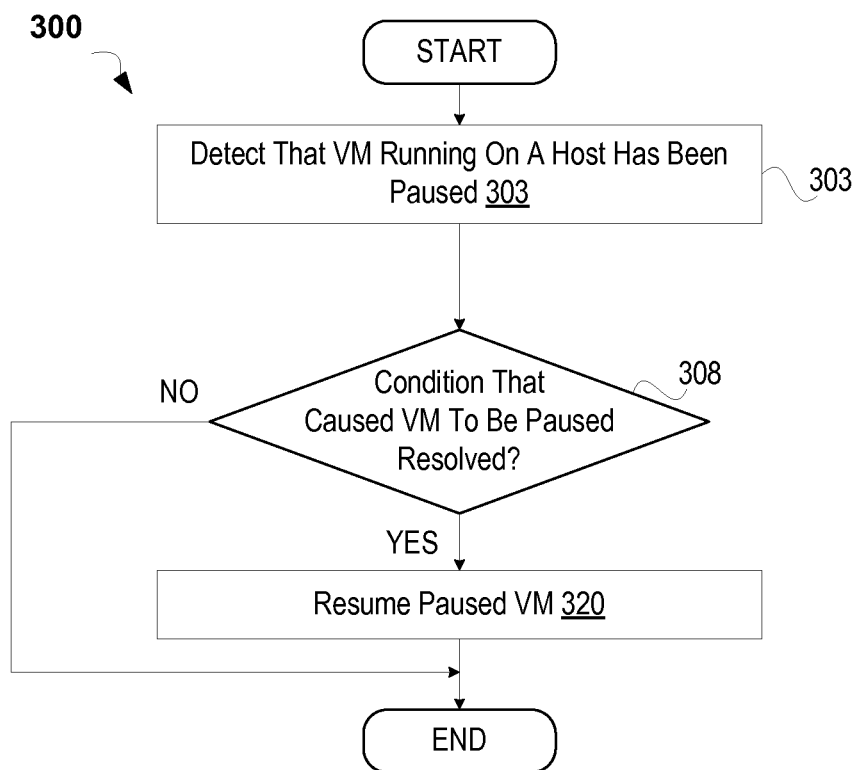 300
START
Detect That VM Running On A Host Has Been
Paused 303
303
Condition That
Caused VM To Be Paused
Resolved?
308
NO
YES
Resume Paused VM 320
END